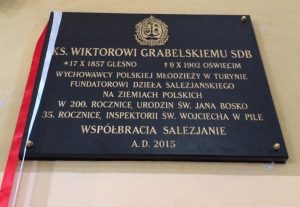 KS. WIKTOROWI GRABELSKIEMU SDB
*17 X 1857 GLEŚNO †9 X 1902 OŚWIĘCIM
WYCHOWAWCY POLSKIEJ MŁODZIEŻY W TURYNIE
FUNDATOROWI DZIEŁA SALEZJAŃSKIEGO
NA ZIEMIACH POLSKICH
W 200. ROCZNICĘ URODZIN ŚW. JANA BOSKO
35. ROCZNICĘ INSPEKTORII ŚW. WOJCIECHA W PILE
WSPÓŁBRACIA SALEZJANIE
A.D. 2015